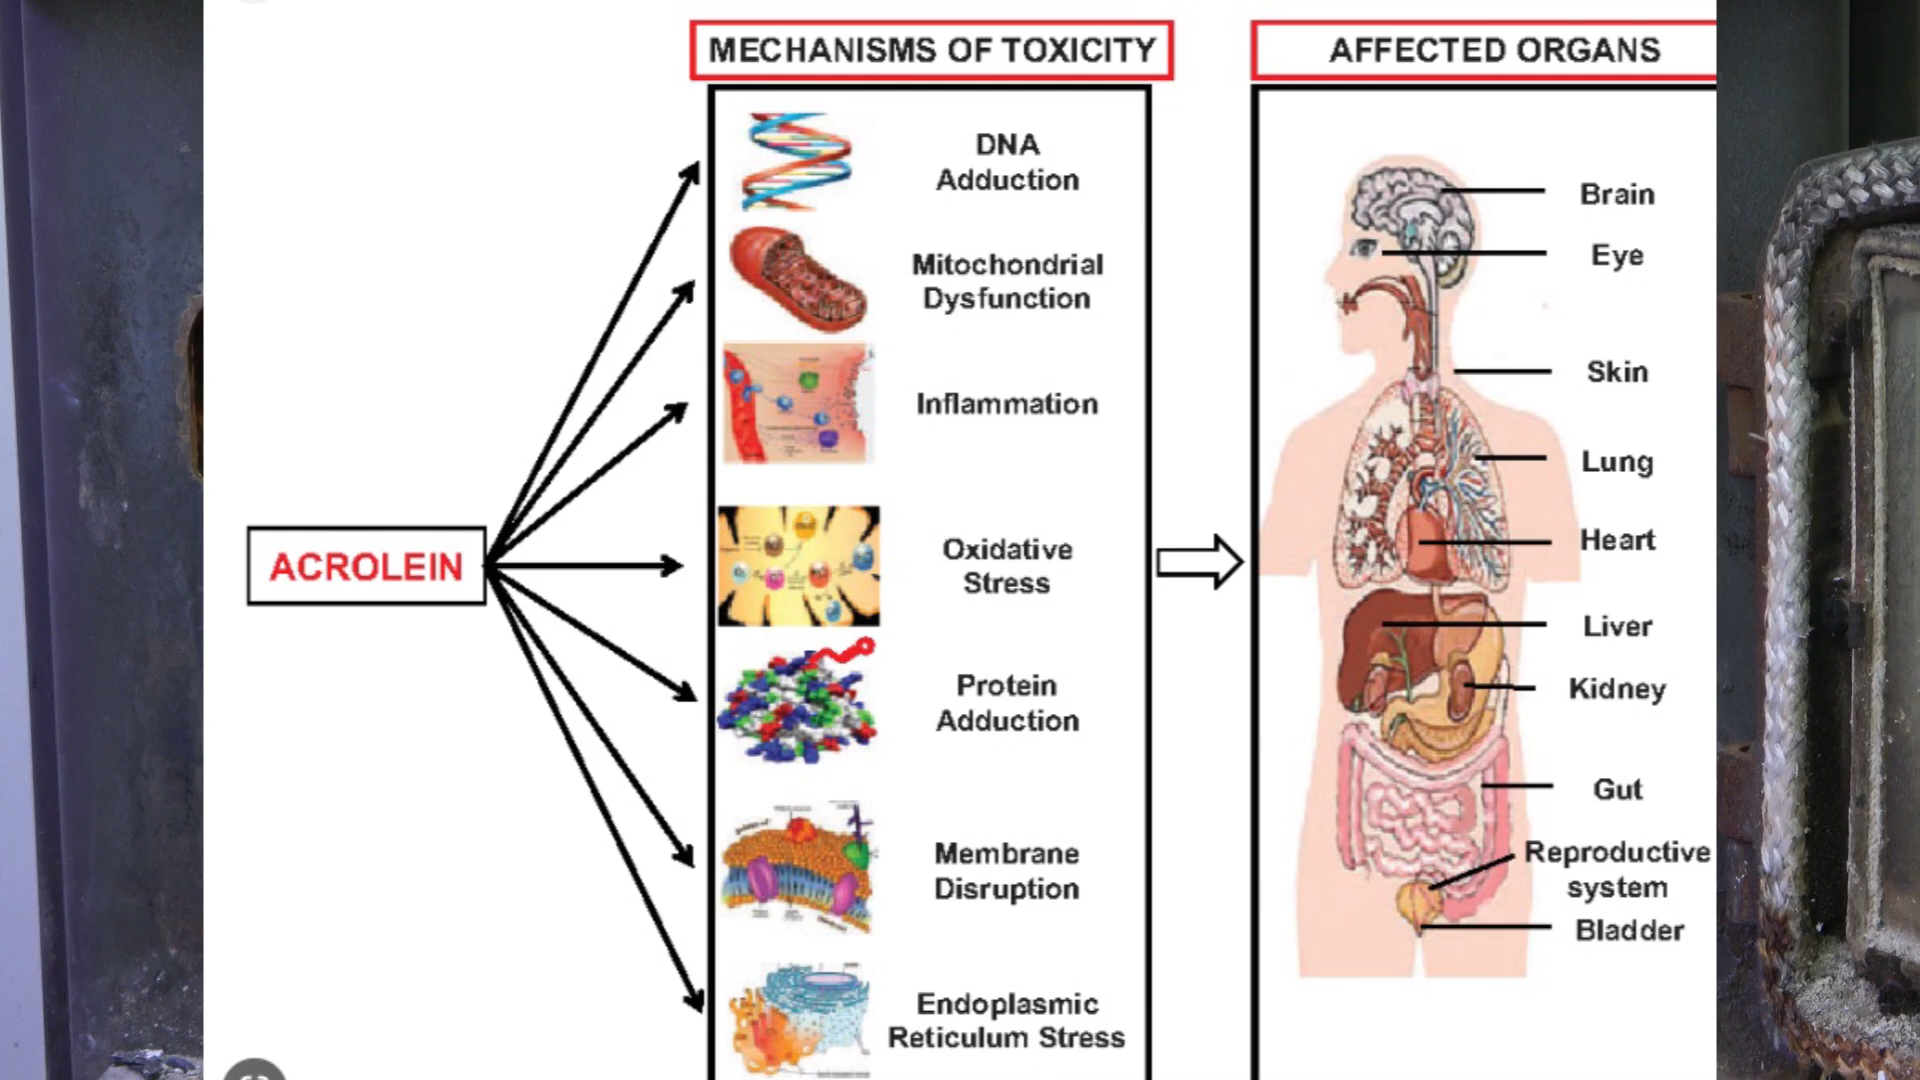 MECHANISMS OF TOXICITY
AFFECTED ORGANS
ACROLEIN
DNA
Adduction
Mitochondrial
Dysfunction
Inflammation
Oxidative
Stress
Protein
Adduction
Membrane
Disruption
Endoplasmic
Reticulum Stress
Brain
Eye
Skin
Lung
Heart
Liver
Kidney
Gut
Reproductive
system
Bladder